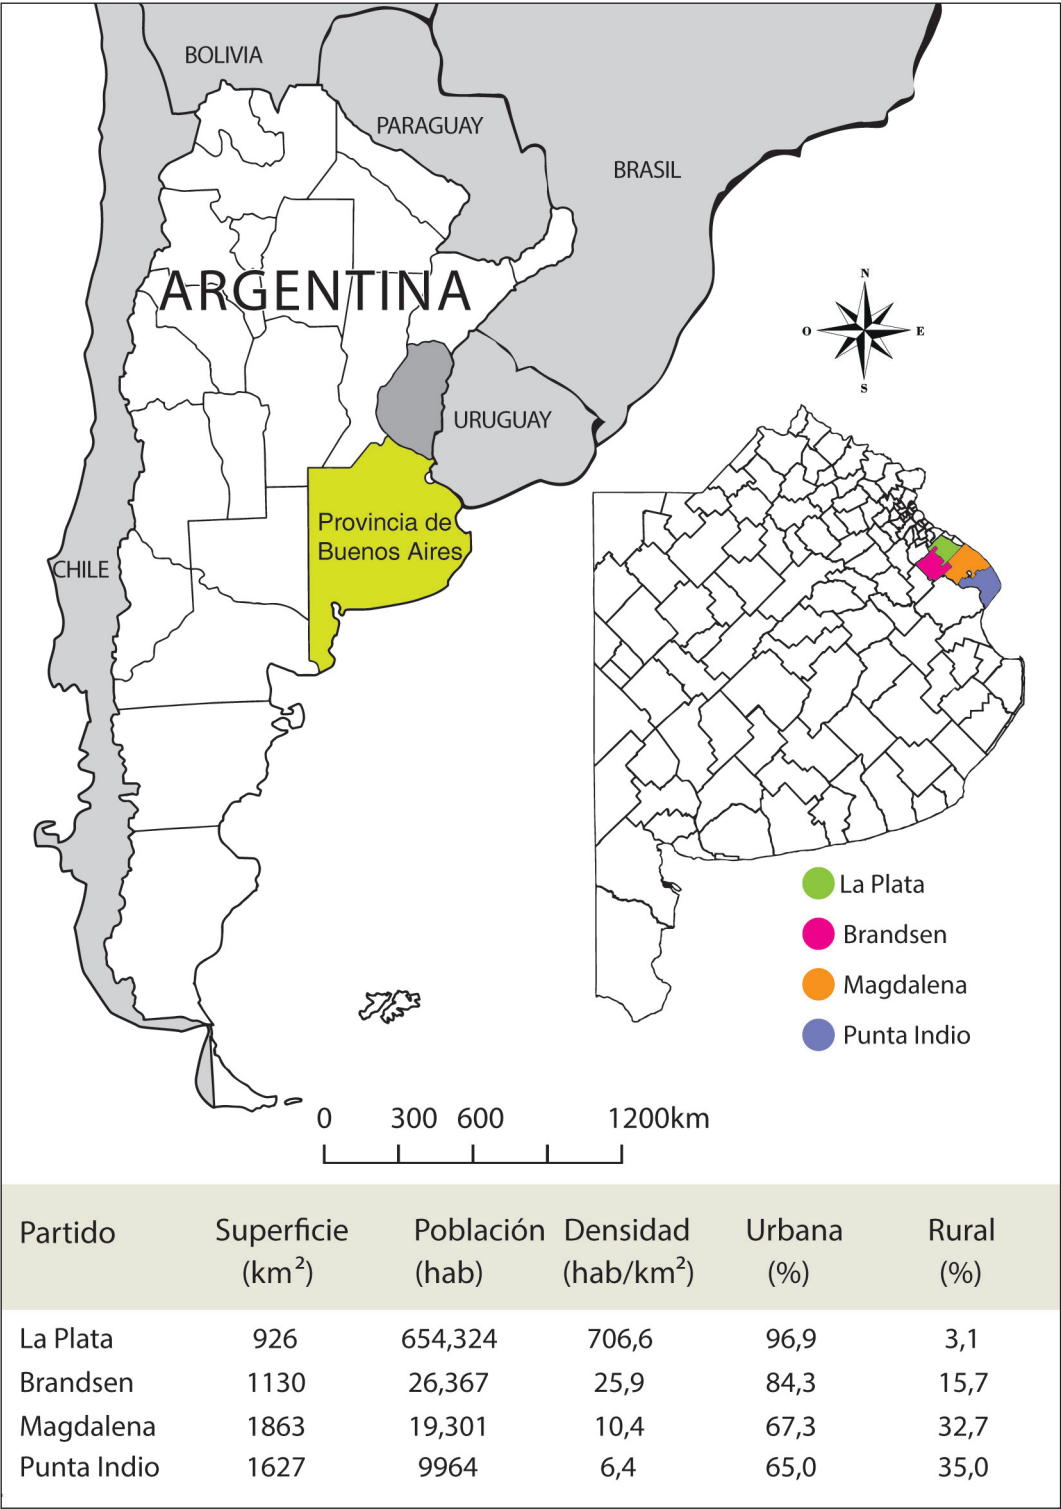 BOLIVIA
PARAGUAY
BRASIL
ARGENTINA
N
O
E
S
URUGUAY
Provincia de
Buenos Aires
CHILE
La Plata
Brandsen
Magdalena
Punta Indio
0 300 600 1200km
Partido Superficie (km²) Población (hab) Densidad (hab/km²) Urbana (%) Rural (%)
La Plata 926 654,324 706,6 96,9 3,1
Brandsen 1130 26,367 25,9 84,3 15,7
Magdalena 1863 19,301 10,4 67,3 32,7
Punta Indio 1627 9964 6,4 65,0 35,0